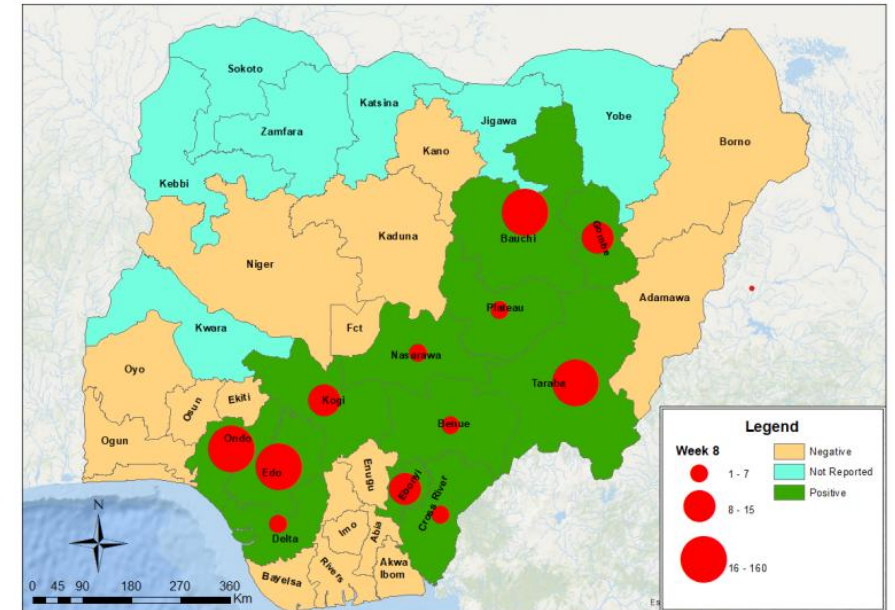 Sokoto
Katsina
Zamfara
Jigawa
Yobe
Kano
Borno
Kebbi
Kaduna
Gombe
Bauchi
Niger
Adamawa
Plateau
Kwara
Fct
Nasarawa
Oyo
Taraba
Ekiti
Kogi
Osun
Benue
Ogun
Ondo
Edo
Enugu
Ebonyi
Cross River
Imo
Abia
Delta
Rivers
Akwa
Ibom
Bayelsa
N
0 45 90 180 270 360
Km
Es
Legend
Week 8
1 - 7
8 - 15
16 - 160
Negative
Not Reported
Positive